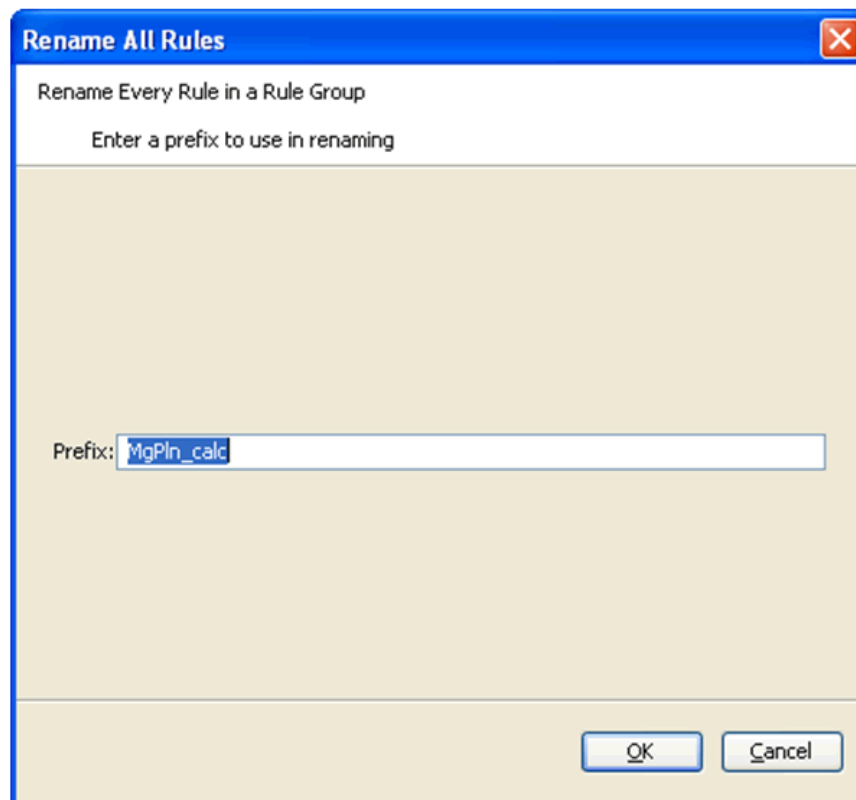 Rename All Rules
Rename Every Rule in a Rule Group
Enter a prefix to use in renaming
Prefix: MgPln_calc
OK Cancel